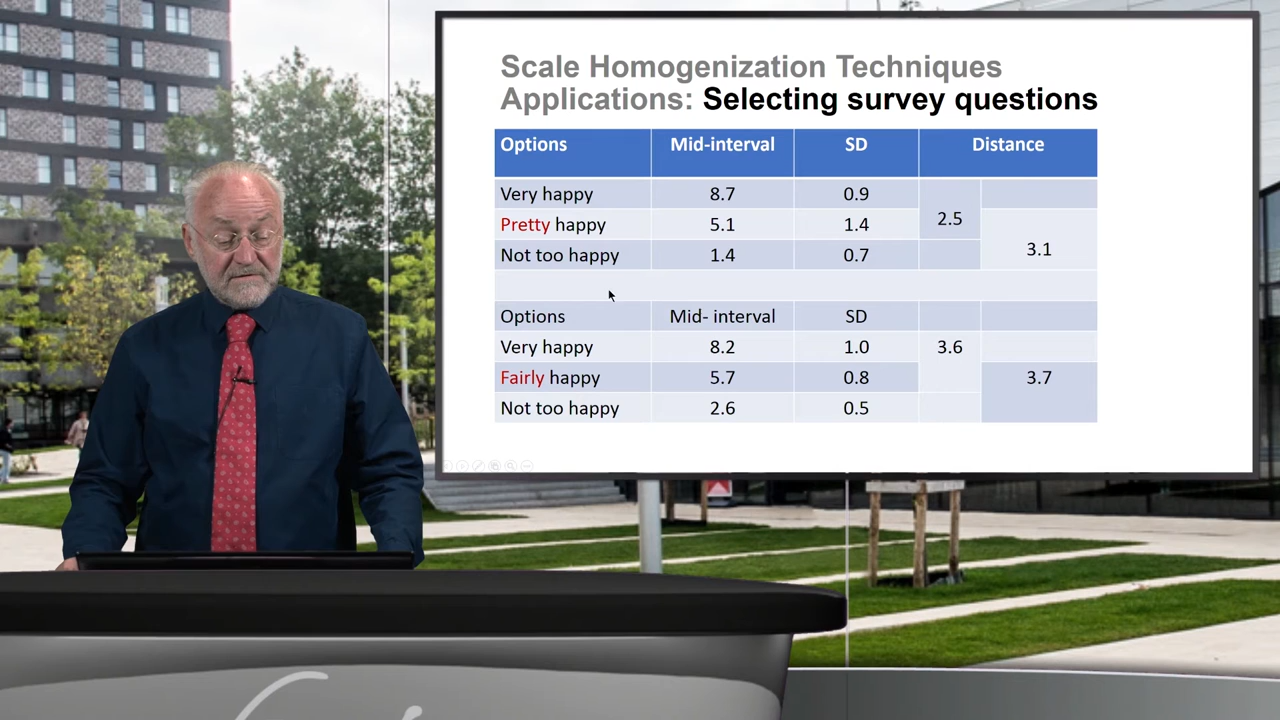 Scale Homogenization Techniques
Applications: Selecting survey questions
Options Mid-interval SD Distance
Very happy 8.7 0.9
Pretty happy 5.1 1.4 2.5
Not too happy 1.4 0.7 3.1
Options Mid- interval SD
Very happy 8.2 1.0 3.6
Fairly happy 5.7 0.8 3.7
Not too happy 2.6 0.5